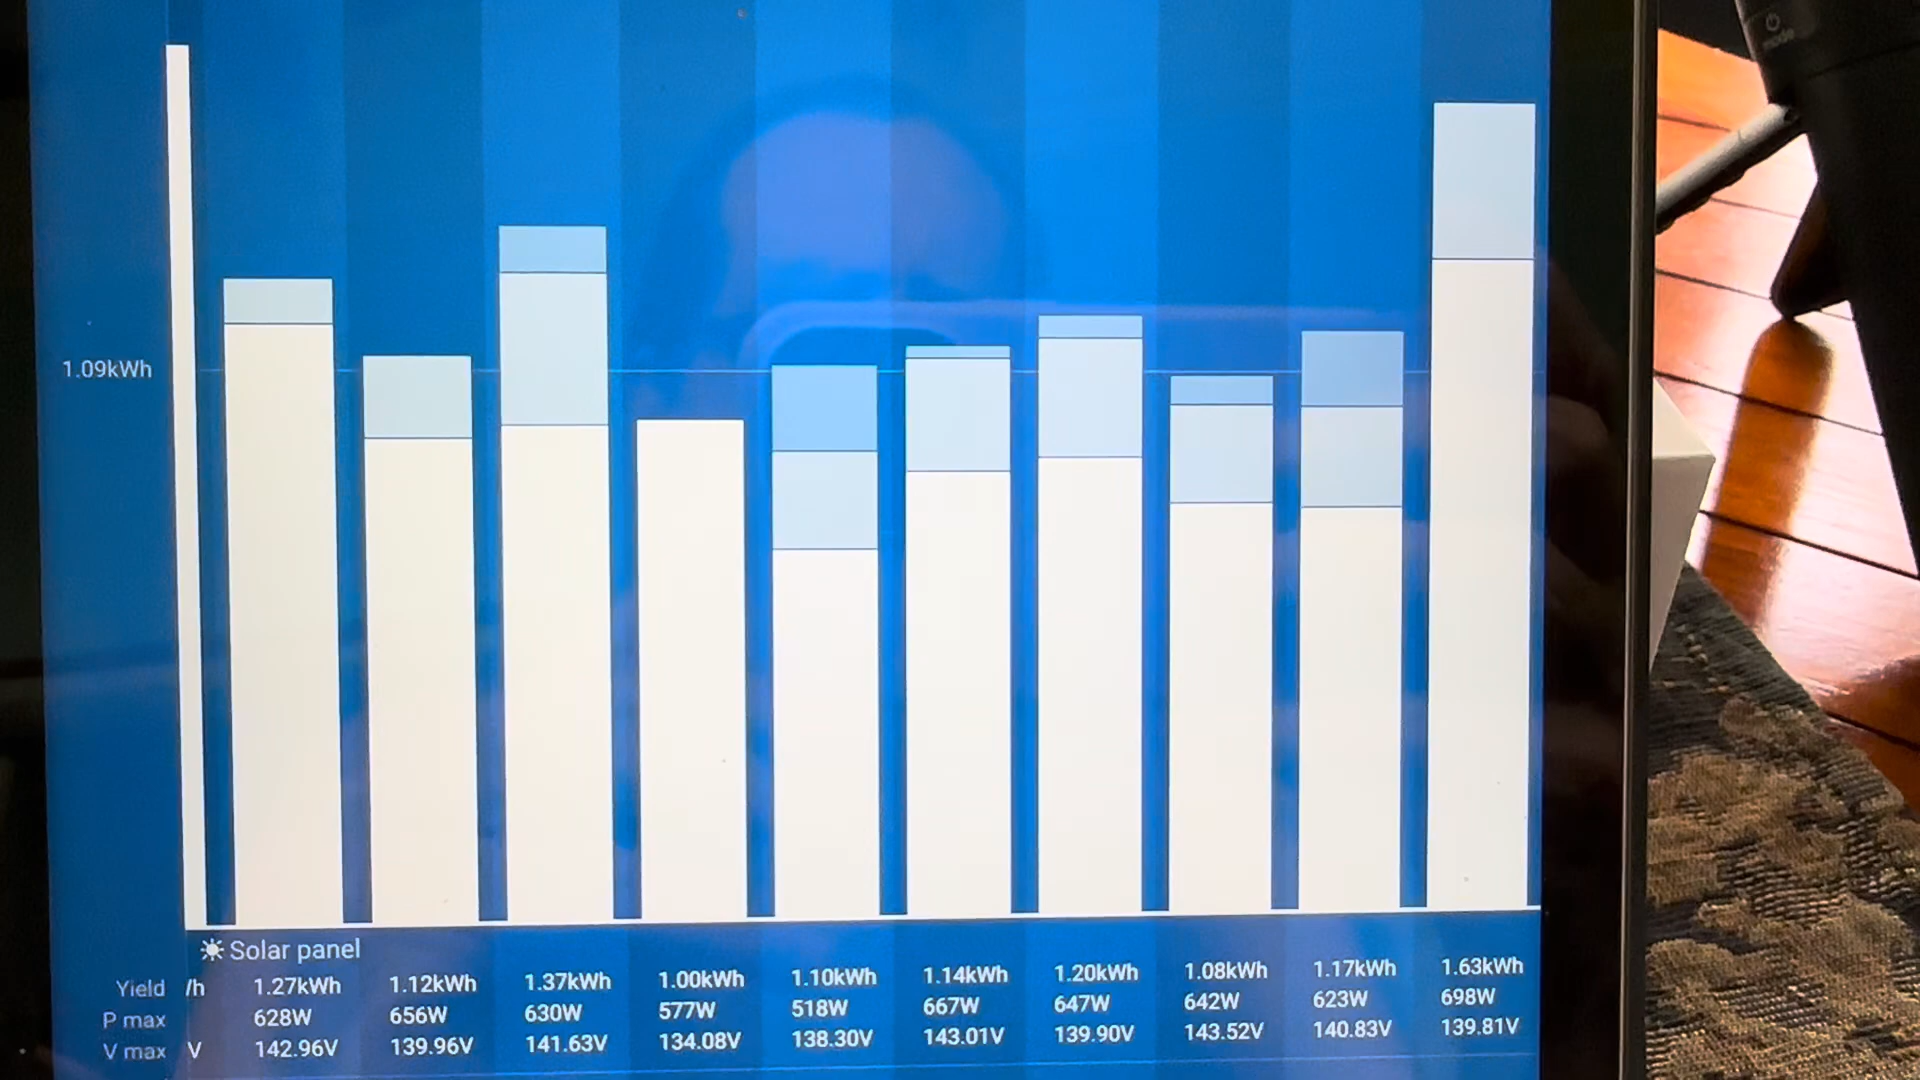 mode
1.09kWh
Solar panel
Yield /h 1.27kWh 1.12kWh 1.37kWh 1.00kWh 1.10kWh 1.14kWh 1.20kWh 1.08kWh 1.17kWh 1.63kWh
P max 628W 656W 630W 577W 518W 667W 647W 642W 623W 698W
V max V 142.96V 139.96V 141.63V 134.08V 138.30V 143.01V 139.90V 143.52V 140.83V 139.81V